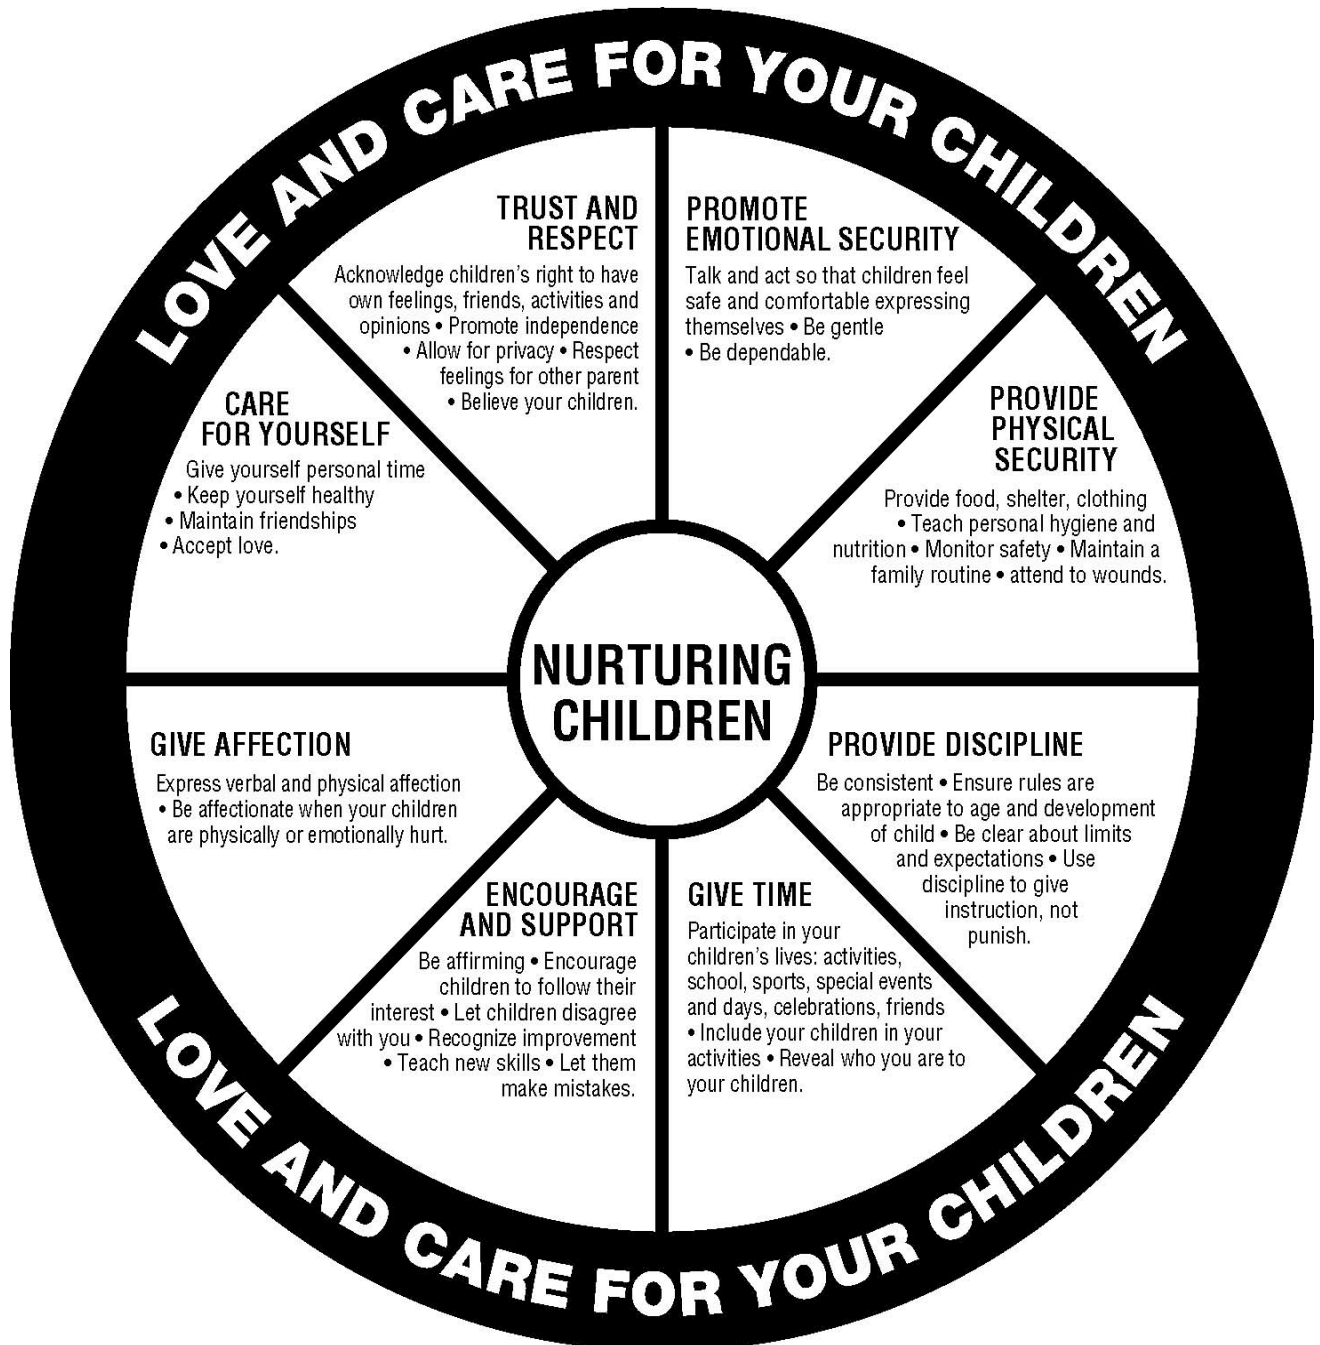 LOVE AND CARE FOR YOUR CHILDREN
TRUST AND
RESPECT
Acknowledge children's right to have
own feelings, friends, activities and
opinions • Promote independence
• Allow for privacy • Respect
feelings for other parent
• Believe your children.
PROMOTE
EMOTIONAL SECURITY
Talk and act so that children feel
safe and comfortable expressing
themselves • Be gentle
• Be dependable.
CARE
FOR YOURSELF
Give yourself personal time
• Keep yourself healthy
• Maintain friendships
• Accept love.
PROVIDE
PHYSICAL
SECURITY
Provide food, shelter, clothing
• Teach personal hygiene and
nutrition • Monitor safety • Maintain a
family routine • attend to wounds.
NURTURING
CHILDREN
GIVE AFFECTION
Express verbal and physical affection
• Be affectionate when your children
are physically or emotionally hurt.
PROVIDE DISCIPLINE
Be consistent • Ensure rules are
appropriate to age and development
of child • Be clear about limits
and expectations • Use
discipline to give
instruction, not
punish.
ENCOURAGE
AND SUPPORT
Be affirming • Encourage
children to follow their
interest • Let children disagree
with you • Recognize improvement
• Teach new skills • Let them
make mistakes.
GIVE TIME
Participate in your
children's lives: activities,
school, sports, special events
and days, celebrations, friends
• Include your children in your
activities • Reveal who you are to
your children.
LOVE AND CARE FOR YOUR CHILDREN